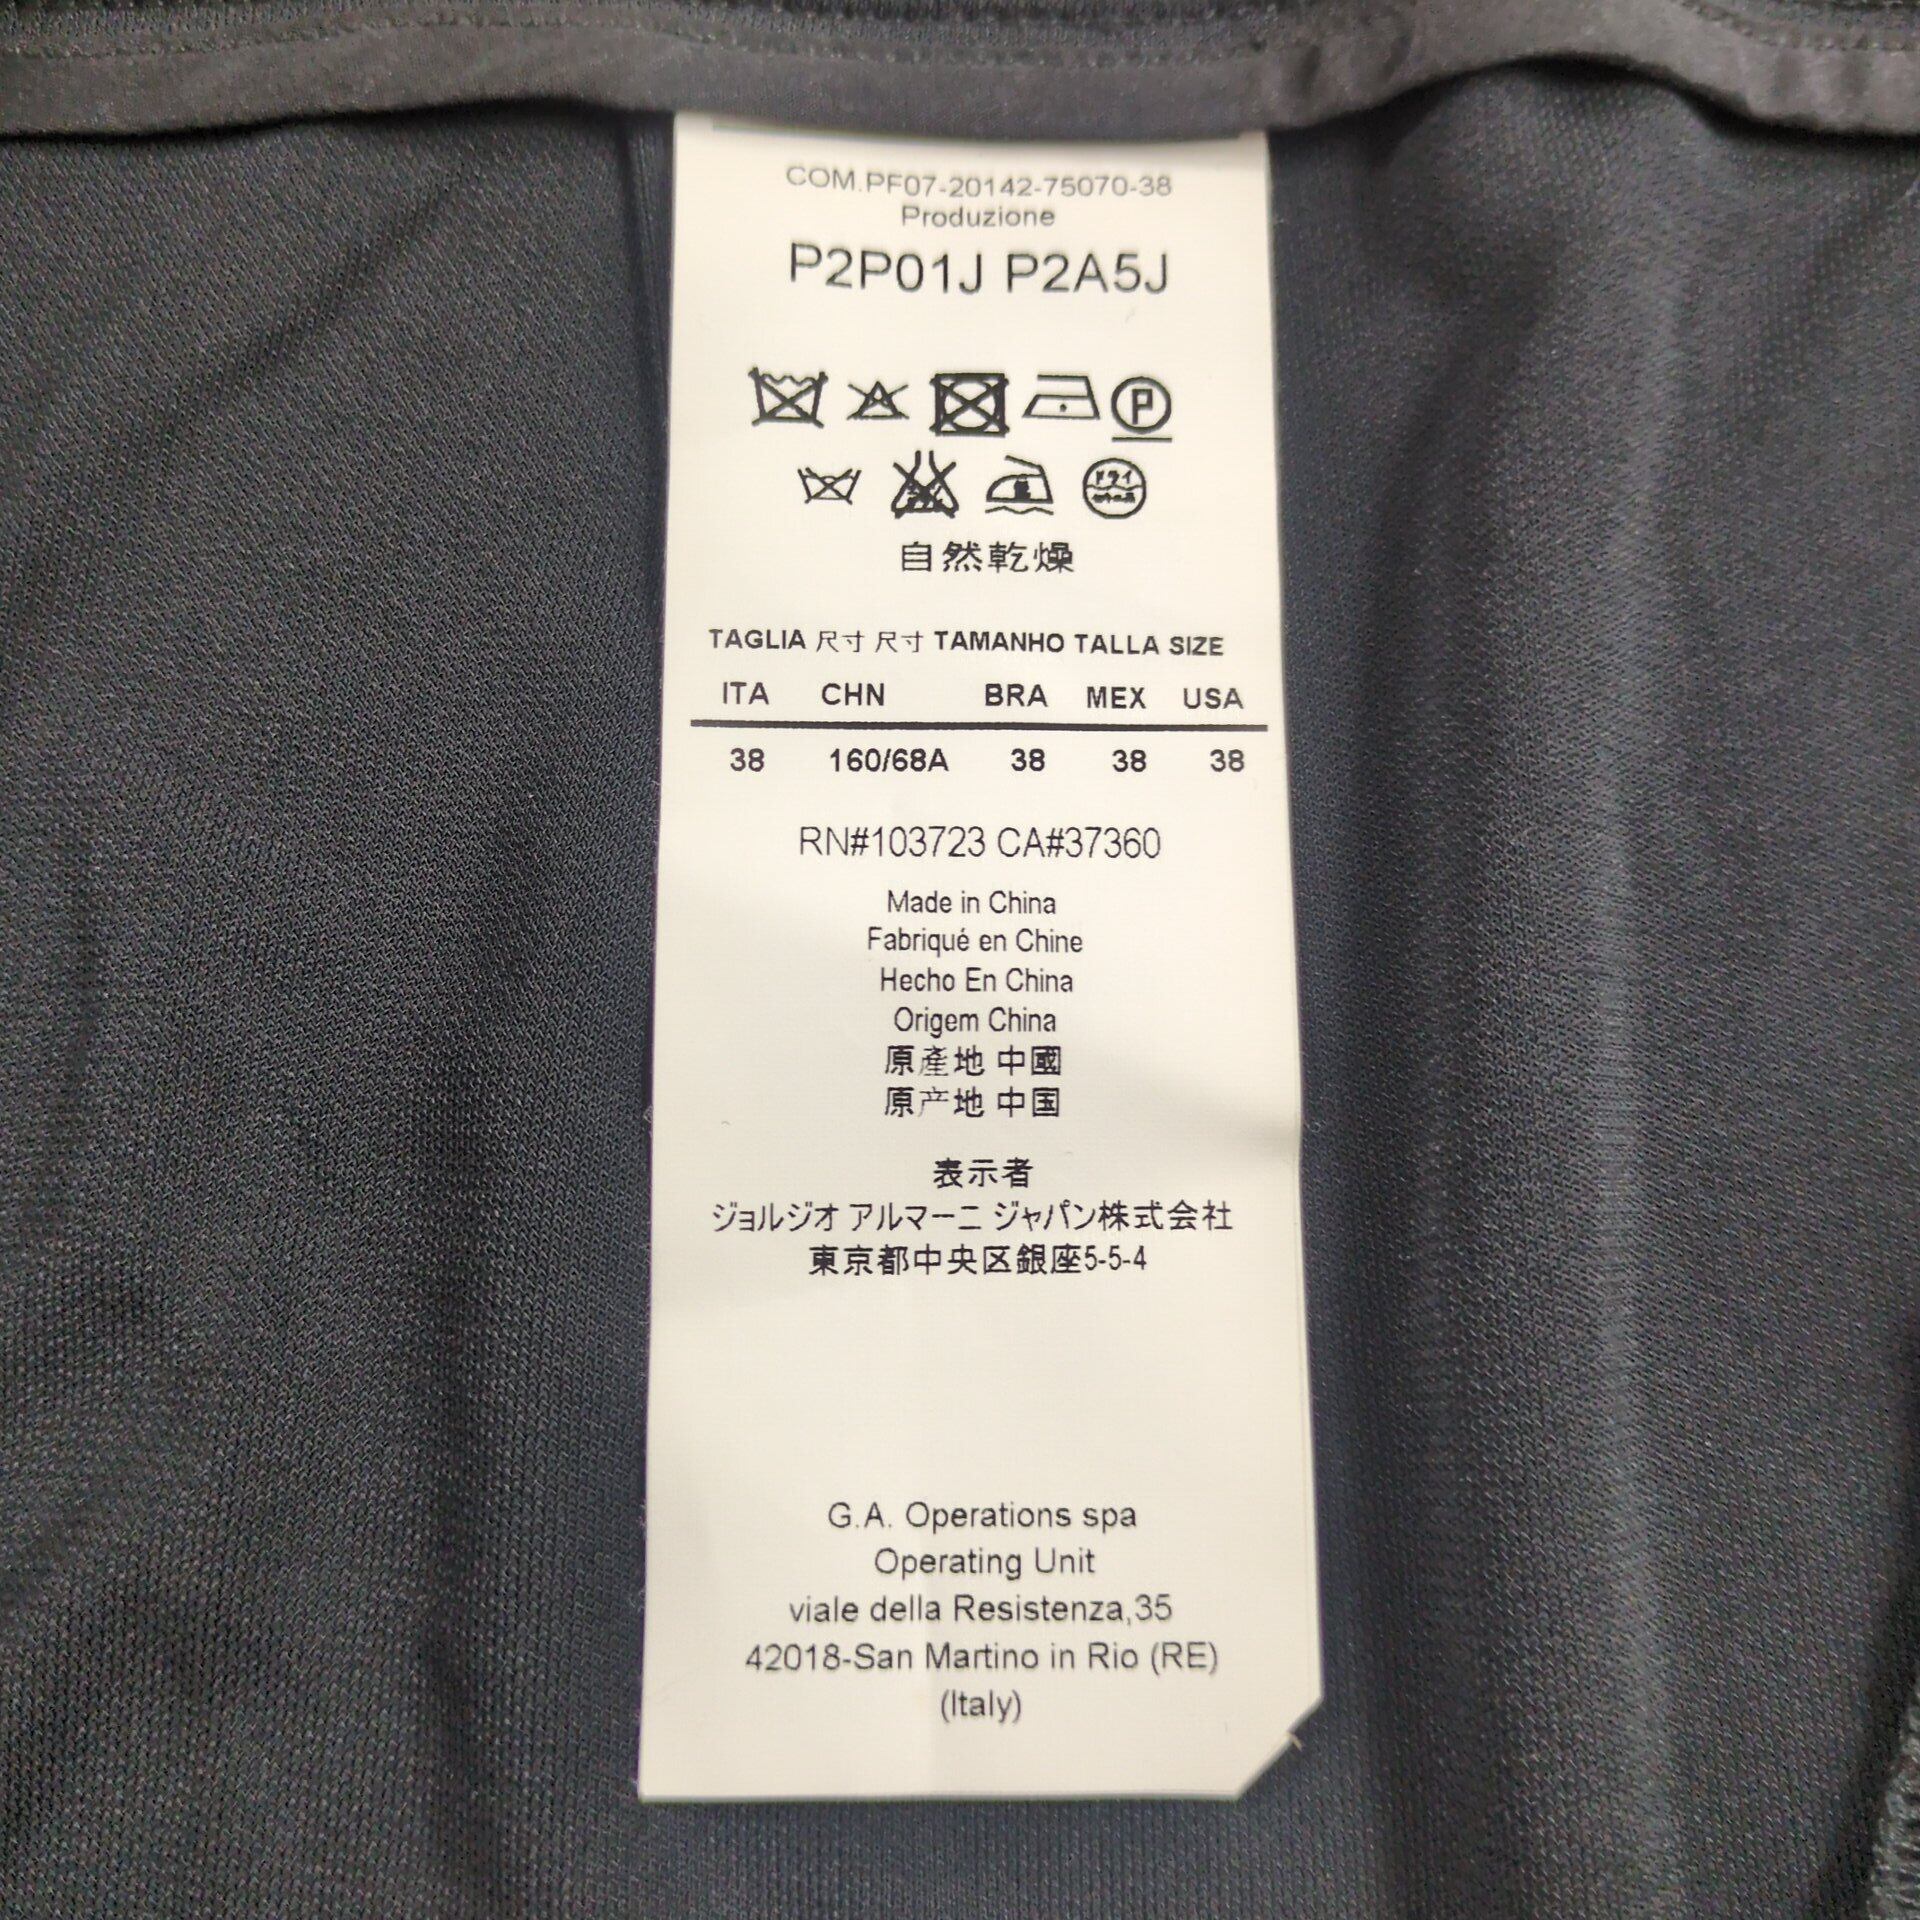 COM.PF07-20142-75070-38
Produzione
P2P01J P2A5J
P
自然乾燥
TAGLIA 尺寸 尺寸 TAMANHO TALLA SIZE
ITA CHN BRA MEX USA
38 160/68A 38 38 38
RN#103723 CA#37360
Made in China
Fabriqué en Chine
Hecho En China
Origem China
原產地 中國
原产地 中国
表示者
ジョルジオ アルマーニ ジャパン株式会社
東京都中央区銀座5-5-4
G.A. Operations spa
Operating Unit
viale della Resistenza,35
42018-San Martino in Rio (RE)
(Italy)